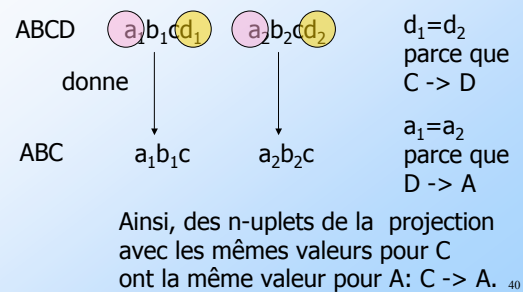 ABCD a₁b₁cd₁ a₂b₂cd₂ d₁=d₂
parce que
donne C -> D
a₁=a₂
ABC a₁b₁c a₂b₂c parce que
D -> A
Ainsi, des n-uplets de la projection
avec les mêmes valeurs pour C
ont la même valeur pour A: C -> A. 40